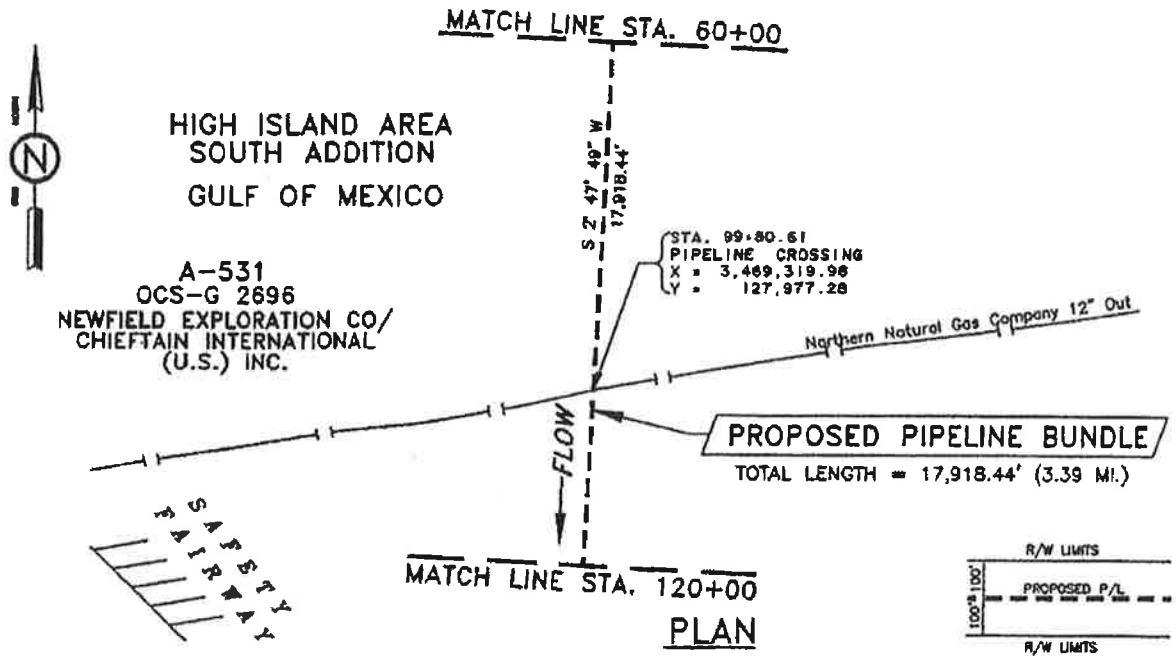 MATCH LINE STA. 60+00
N
HIGH ISLAND AREA
SOUTH ADDITION
GULF OF MEXICO
A-531
OCS-G 2696
NEWFIELD EXPLORATION CO/
CHIEFTAIN INTERNATIONAL
(U.S.) INC.
S 2° 47' 49" W
17,918.44'
STA. 99+80.61
PIPELINE CROSSING
X = 3,469,319.96
Y = 127,977.28
Northern Natural Gas Company 12" Out
FLOW
PROPOSED PIPELINE BUNDLE
TOTAL LENGTH = 17,918.44' (3.39 MI.)
SAFETY
FAIRWAY
MATCH LINE STA. 120+00
PLAN
R/W LIMITS
100'
PROPOSED P/L
100'
R/W LIMITS